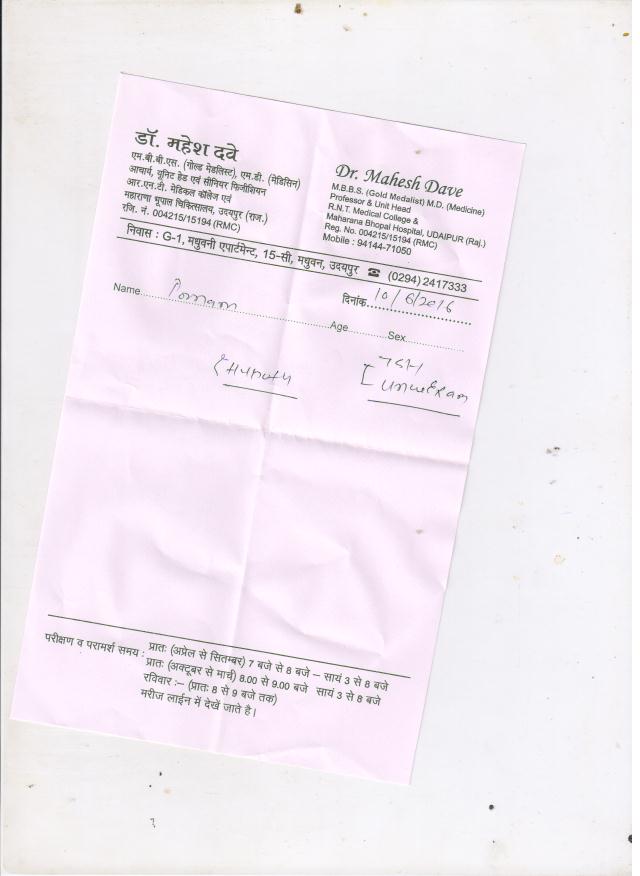 डॉ. महेश दवे
एम.बी.बी.एस. (गोल्ड मेडलिस्ट), एम.डी. (मेडिसिन)
आचार्य, यूनिट हेड एवं सीनियर फिजीशियन
आर.एन.टी. मेडिकल कॉलेज एवं
महाराणा भूपाल चिकित्सालय, उदयपुर (राज.)
रजि. नं. 004215/15194 (RMC)
Dr. Mahesh Dave
M.B.B.S. (Gold Medalist) M.D. (Medicine)
Professor & Unit Head
R.N.T. Medical College &
Maharana Bhopal Hospital, UDAIPUR (Raj.)
Reg. No. 004215/15194 (RMC)
Mobile : 94144-71050
निवास : G-1, मधुवनी एपार्टमेन्ट, 15-सी, मधुवन, उदयपुर ☎ (0294) 2417333
दिनांक 10/6/2016
Name
Age Sex
TSH
परीक्षण व परामर्श समय : प्रातः (अप्रेल से सितम्बर) 7 बजे से 8 बजे – सायं 3 से 8 बजे
प्रातः (अक्टूबर से मार्च) 8.00 से 9.00 बजे सायं 3 से 8 बजे
रविवार :– (प्रातः 8 से 9 बजे तक)
मरीज लाईन में देखें जाते है।